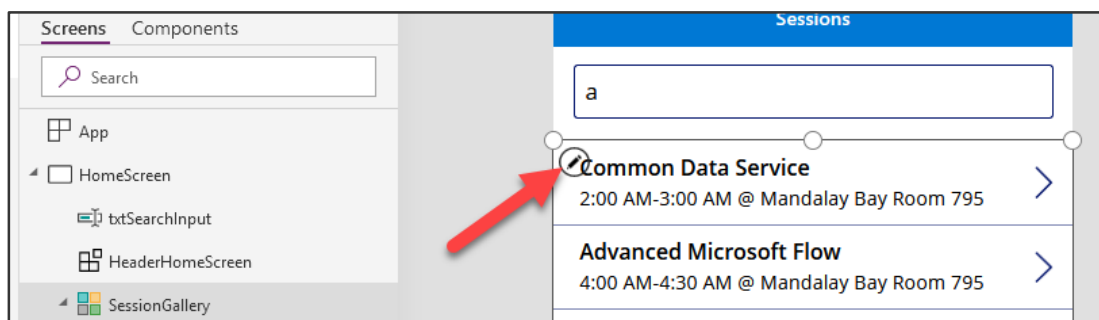 Screens Components
Search
App
HomeScreen
txtSearchInput
HeaderHomeScreen
SessionGallery
Sessions
a
Common Data Service
2:00 AM-3:00 AM @ Mandalay Bay Room 795
Advanced Microsoft Flow
4:00 AM-4:30 AM @ Mandalay Bay Room 795